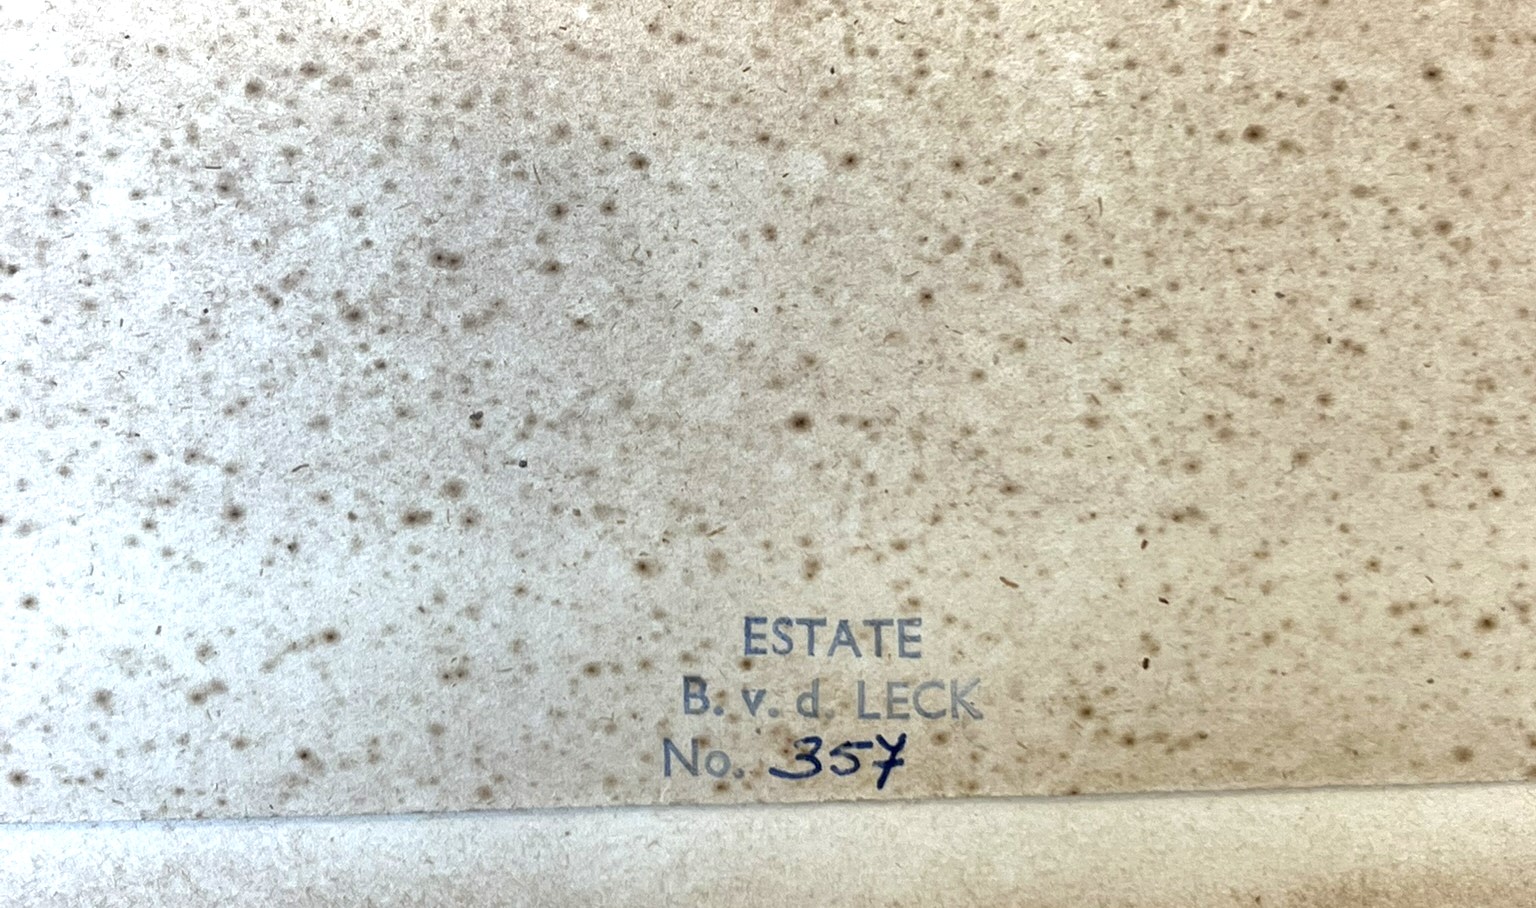 ESTATE
B. v. d. LECK
No. 357